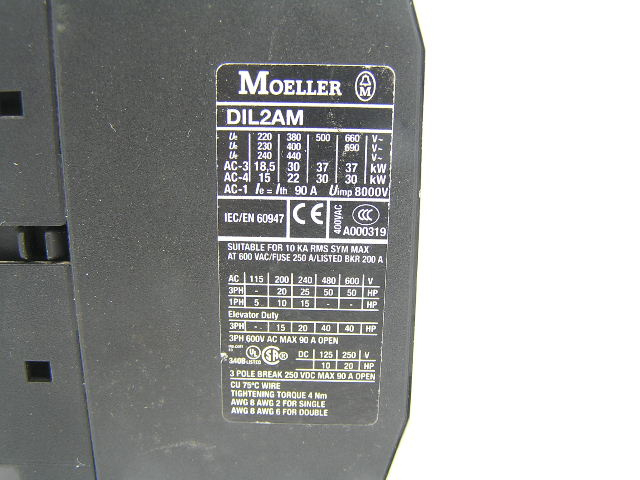 MOELLER M
DIL2AM
Ue 220 380 500 660 V~
Ue 230 400 690 V~
Ue 240 440 V~
AC-3 18,5 30 37 37 kW
AC-4 15 22 30 30 kW
AC-1 Ie = Ith 90 A Uimp 8000V
IEC/EN 60947 CE 400VAC CCC A000319
SUITABLE FOR 10 KA RMS SYM MAX
AT 600 VAC/FUSE 250 A/LISTED BKR 200 A
AC 115 200 240 480 600 V
3PH - 20 25 50 50 HP
1PH 5 10 15 - - HP
Elevator Duty
3PH - 15 20 40 40 HP
3PH 600V AC MAX 90 A OPEN
UL LISTED SA DC 125 250 V
10 20 HP
3 POLE BREAK 250 VDC MAX 90 A OPEN
CU 75°C WIRE
TIGHTENING TORQUE 4 Nm
AWG 8 AWG 2 FOR SINGLE
AWG 8 AWG 6 FOR DOUBLE